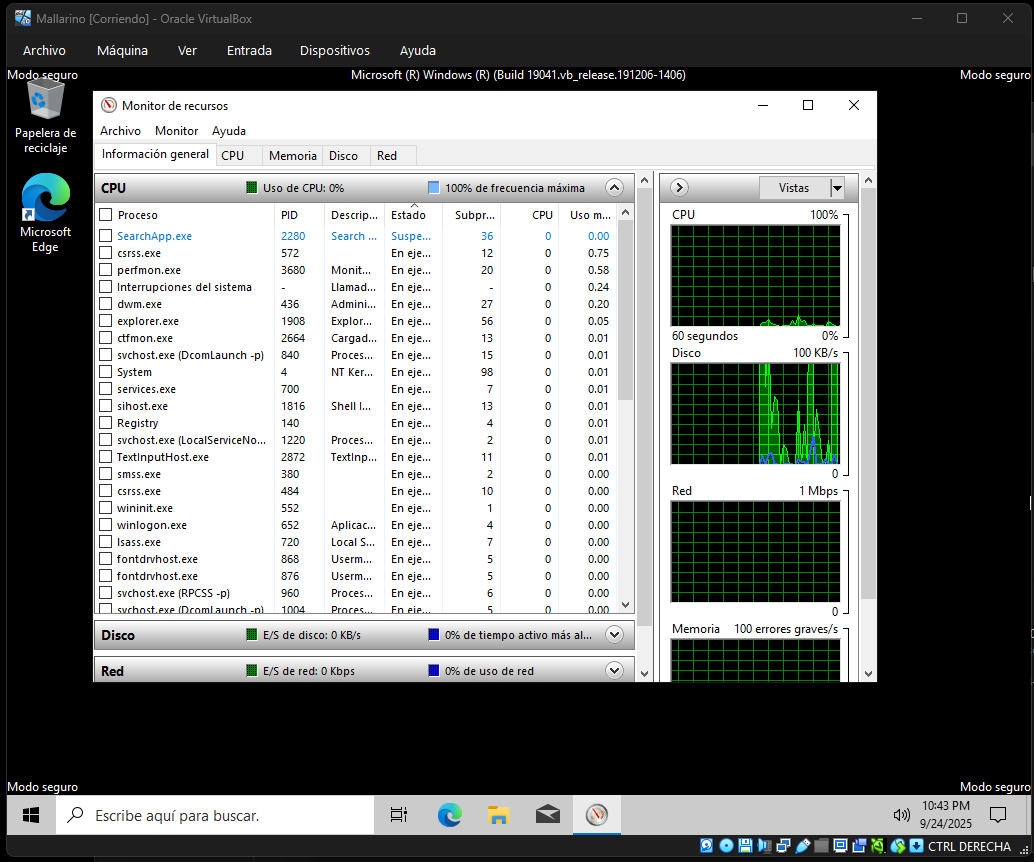 Mallarino [Corriendo] - Oracle VirtualBox
Archivo Máquina Ver Entrada Dispositivos Ayuda
Modo seguro Microsoft (R) Windows (R) (Build 19041.vb_release.191206-1406) Modo seguro
Papelera de
reciclaje
Microsoft
Edge
Monitor de recursos
Archivo Monitor Ayuda
Información general CPU Memoria Disco Red
CPU Uso de CPU: 0% 100% de frecuencia máxima
Proceso PID Descrip... Estado Subpr... CPU Uso m...
SearchApp.exe 2280 Search ... Suspe... 36 0 0.00
csrss.exe 572 En eje... 12 0 0.75
perfmon.exe 3680 Monit... En eje... 20 0 0.58
Interrupciones del sistema - Llamad... En eje... - 0 0.24
dwm.exe 436 Admini... En eje... 27 0 0.20
explorer.exe 1908 Explor... En eje... 56 0 0.05
ctfmon.exe 2664 Cargad... En eje... 13 0 0.01
svchost.exe (DcomLaunch -p) 840 Proces... En eje... 15 0 0.01
System 4 NT Ker... En eje... 98 0 0.01
services.exe 700 En eje... 7 0 0.01
sihost.exe 1816 Shell I... En eje... 13 0 0.01
Registry 140 En eje... 4 0 0.01
svchost.exe (LocalServiceNo... 1220 Proces... En eje... 2 0 0.01
TextInputHost.exe 2872 TextInp... En eje... 11 0 0.01
smss.exe 380 En eje... 2 0 0.00
csrss.exe 484 En eje... 10 0 0.00
wininit.exe 552 En eje... 1 0 0.00
winlogon.exe 652 Aplicac... En eje... 4 0 0.00
lsass.exe 720 Local S... En eje... 7 0 0.00
fontdrvhost.exe 868 Userm... En eje... 5 0 0.00
fontdrvhost.exe 876 Userm... En eje... 5 0 0.00
svchost.exe (RPCSS -p) 960 Proces... En eje... 6 0 0.00
svchost.exe (DcomLaunch -p) 1004 Proces... En eje... 5 0 0.00
Disco E/S de disco: 0 KB/s 0% de tiempo activo más al...
Red E/S de red: 0 Kbps 0% de uso de red
Vistas
CPU 100%
60 segundos 0%
Disco 100 KB/s
0
Red 1 Mbps
0
Memoria 100 errores graves/s
Modo seguro Modo seguro
Escribe aquí para buscar.
10:43 PM
9/24/2025
CTRL DERECHA